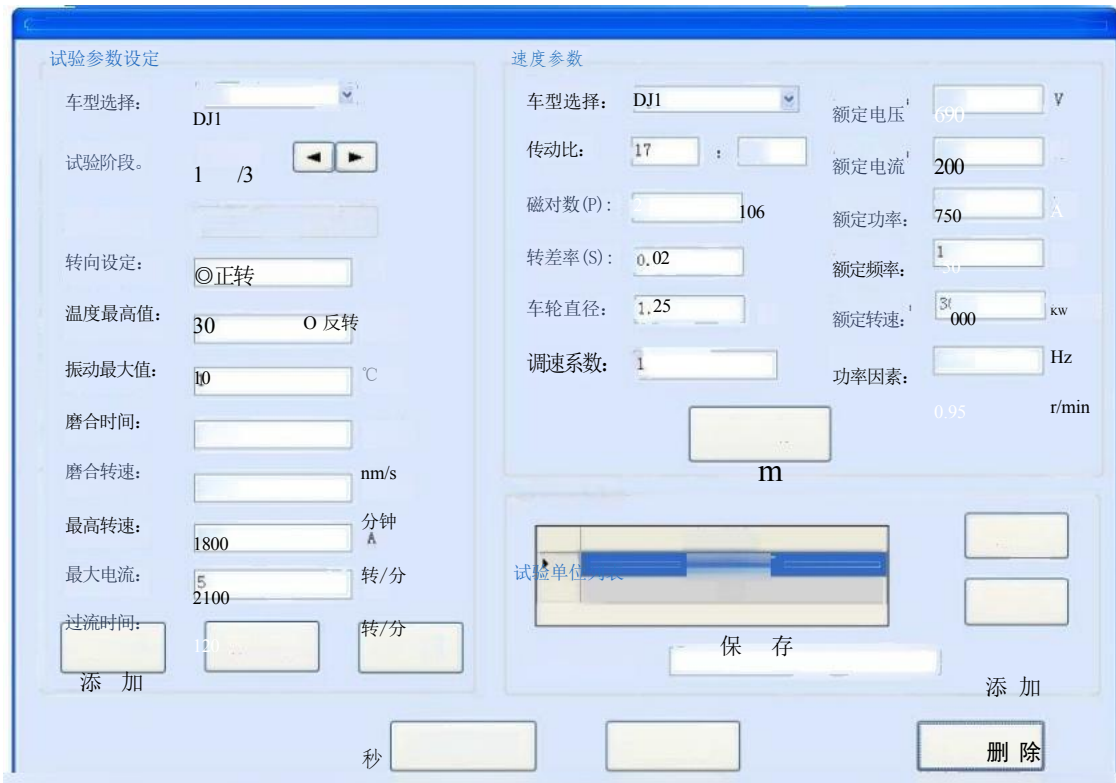 试验参数设定
车型选择：
DJ1
试验阶段。
1 /3
转向设定：
◎正转
O 反转
温度最高值：
30
振动最大值：
10
℃
磨合时间：
磨合转速：
nm/s
最高转速：
1800
分钟
A
最大电流：
5
2100
转/分
过流时间：
120
转/分
添 加
秒
速度参数
车型选择：
DJ1
传动比：
17 :
磁对数(P)：
2
106
转差率(S)：
0.02
车轮直径：
1.25
调速系数：
1
m
额定电压
690
V
额定电流
200
额定功率：
750
A
额定频率：
1
50
额定转速：
000
KW
功率因素：
Hz
0.95
r/min
试验单位列表
保 存
添 加
删 除